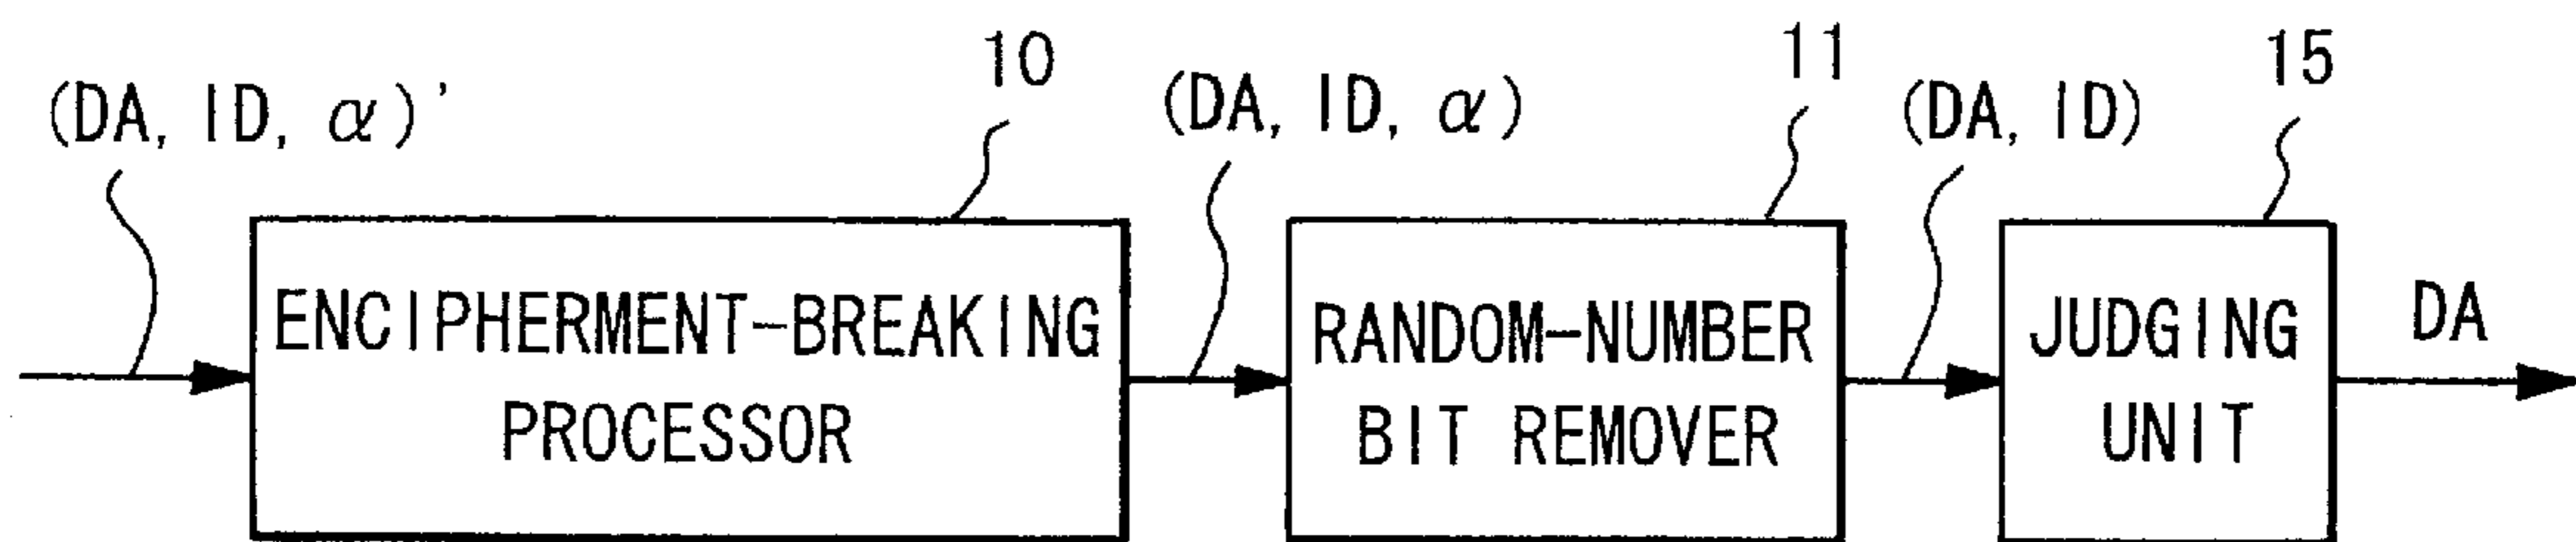 10
11
15
(DA, ID, α)'
(DA, ID, α)
(DA, ID)
ENCIPHERMENT-BREAKING
PROCESSOR
RANDOM-NUMBER
BIT REMOVER
JUDGING
UNIT
DA